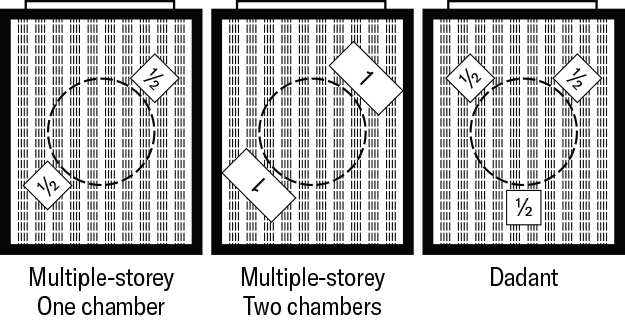 ½
½
1
1
½
½
½
Multiple-storey
One chamber
Multiple-storey
Two chambers
Dadant